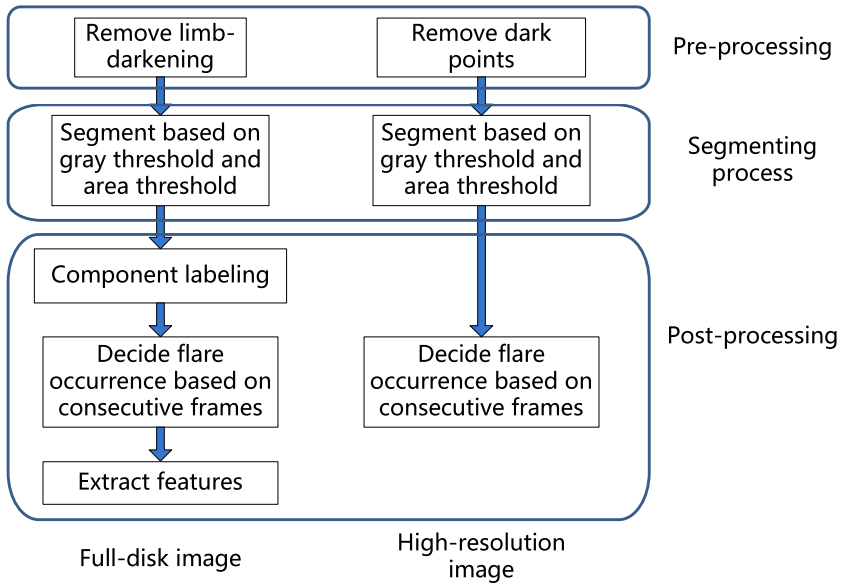 Remove limb-
darkening
Remove dark
points
Pre-processing
Segment based on
gray threshold and
area threshold
Segment based on
gray threshold and
area threshold
Segmenting
process
Component labeling
Decide flare
occurrence based on
consecutive frames
Decide flare
occurrence based on
consecutive frames
Post-processing
Extract features
Full-disk image
High-resolution
image